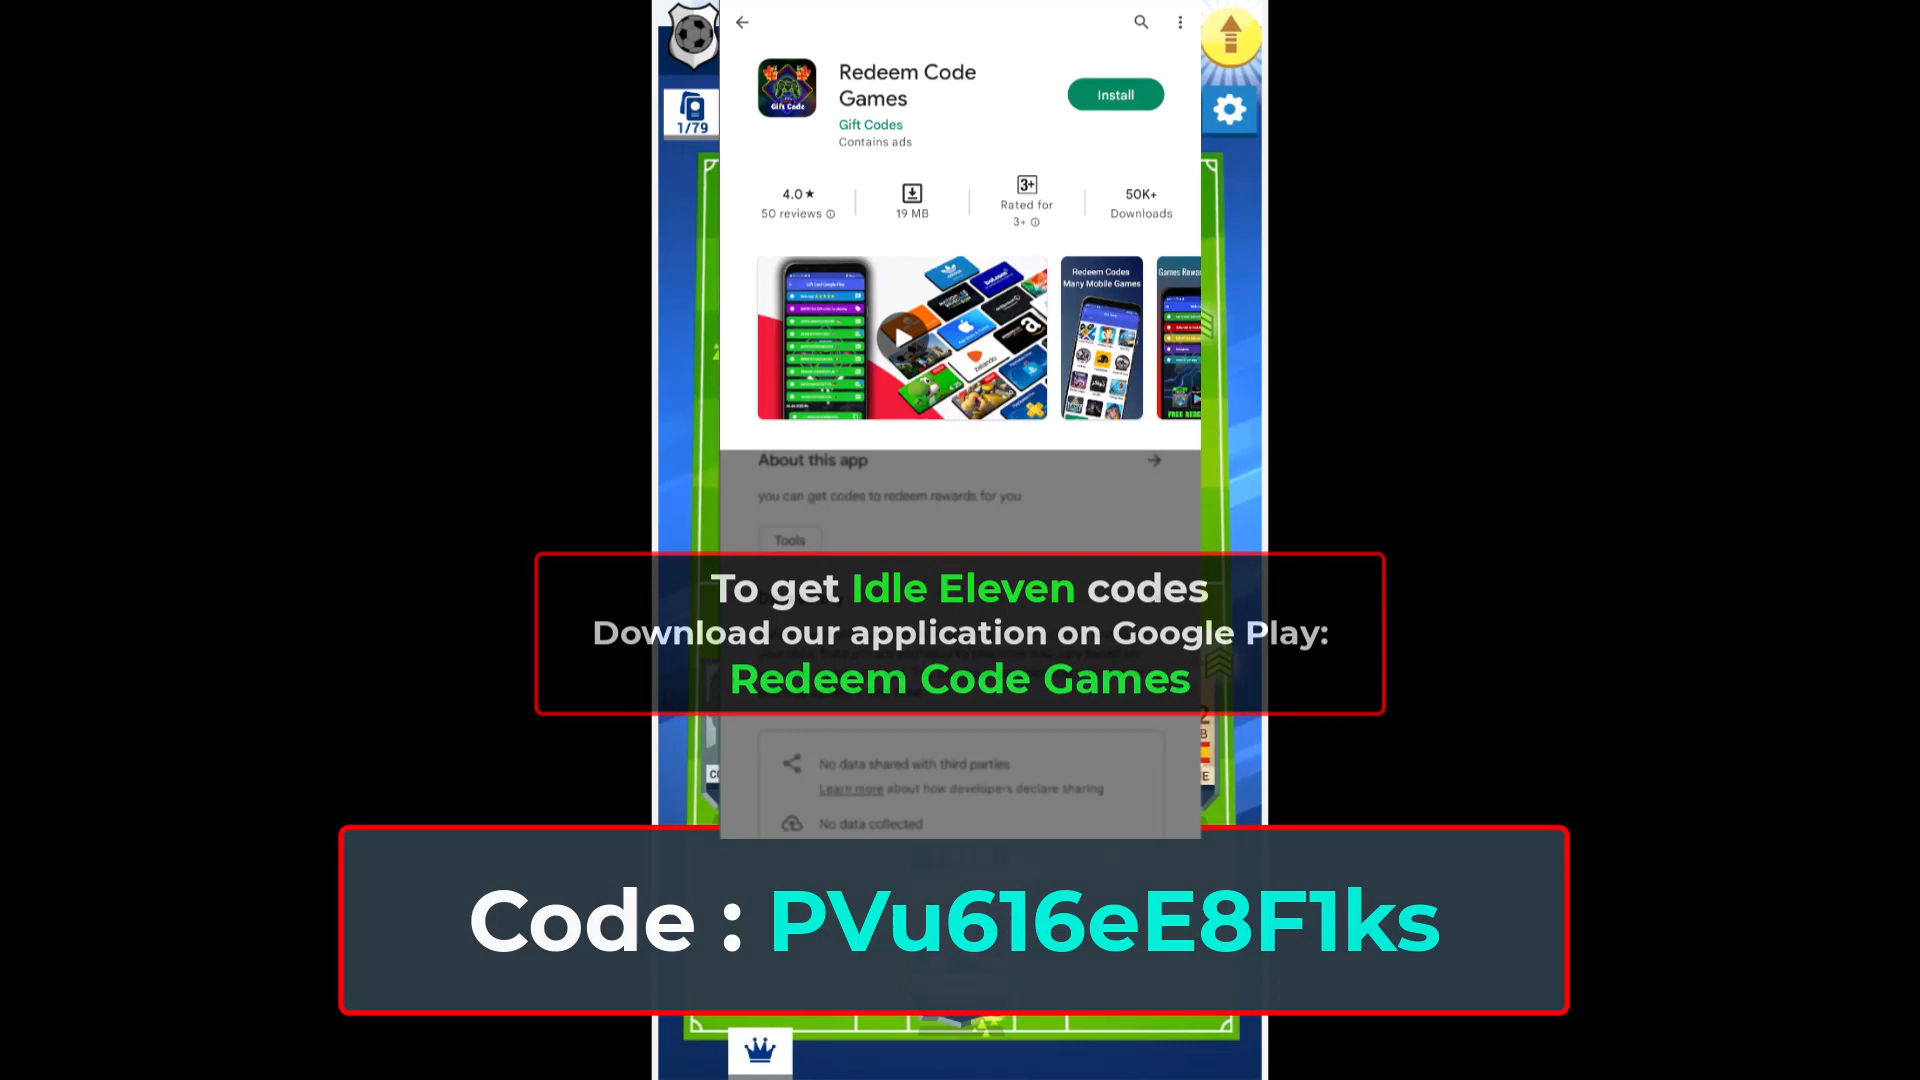 Redeem Code
Games
Install
Gift Code
Gift Codes
Contains ads
1/79
4.0★
50 reviews
19 MB
3+
Rated for
3+
50K+
Downloads
Redeem Codes
Many Mobile Games
About this app
you can get codes to redeem rewards for you
Tools
To get Idle Eleven codes
Download our application on Google Play:
Redeem Code Games
No data shared with third parties
Learn more about how developers declare sharing
No data collected
Code : PVu616eE8F1ks